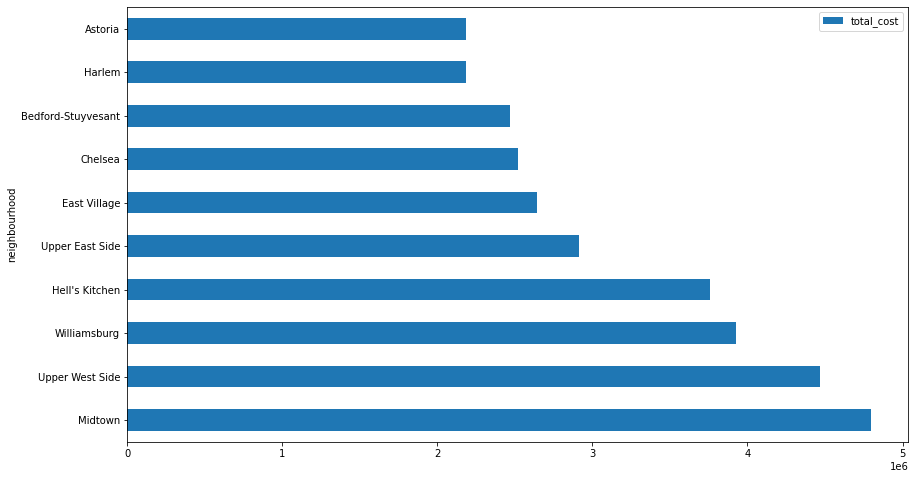 total_cost
Astoria
Harlem
Bedford-Stuyvesant
Chelsea
East Village
Upper East Side
Hell's Kitchen
Williamsburg
Upper West Side
Midtown
neighbourhood
0 1 2 3 4 5
1e6